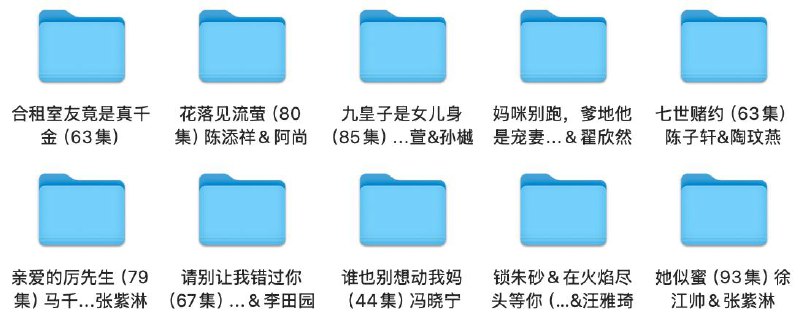 合租室友竟是真千
金 (63集)
花落见流萤 (80
集) 陈添祥＆阿尚
九皇子是女儿身
(85集) ...萱&孙樾
妈咪别跑，爹地他
是宠妻...＆翟欣然
七世赌约 (63集)
陈子轩&陶玟燕
亲爱的厉先生 (79
集) 马千...张紫淋
请别让我错过你
(67集) ...＆李田园
谁也别想动我妈
(44集) 冯晓宁
锁朱砂＆在火焰尽
头等你 (...&汪雅琦
她似蜜 (93集) 徐
江帅＆张紫淋